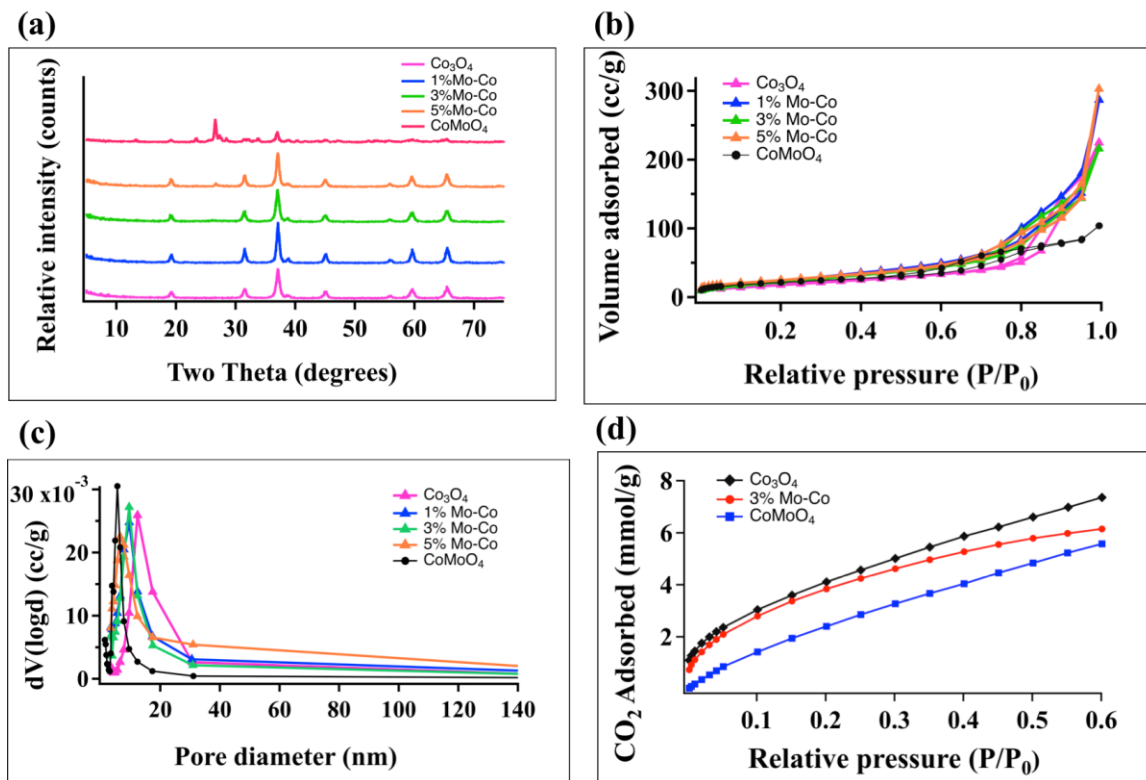 (a)
Relative intensity (counts)
Co₃O₄
1%Mo-Co
3%Mo-Co
5%Mo-Co
CoMoO₄
10 20 30 40 50 60 70
Two Theta (degrees)
(b)
Volume adsorbed (cc/g)
300
200
100
0
Co₃O₄
1% Mo-Co
3% Mo-Co
5% Mo-Co
CoMoO₄
0.2 0.4 0.6 0.8 1.0
Relative pressure (P/P₀)
(c)
dV(logd) (cc/g)
30 x10⁻³
20
10
0
Co₃O₄
1% Mo-Co
3% Mo-Co
5% Mo-Co
CoMoO₄
20 40 60 80 100 120 140
Pore diameter (nm)
(d)
CO₂ Adsorbed (mmol/g)
8
6
4
2
Co₃O₄
3% Mo-Co
CoMoO₄
0.1 0.2 0.3 0.4 0.5 0.6
Relative pressure (P/P₀)